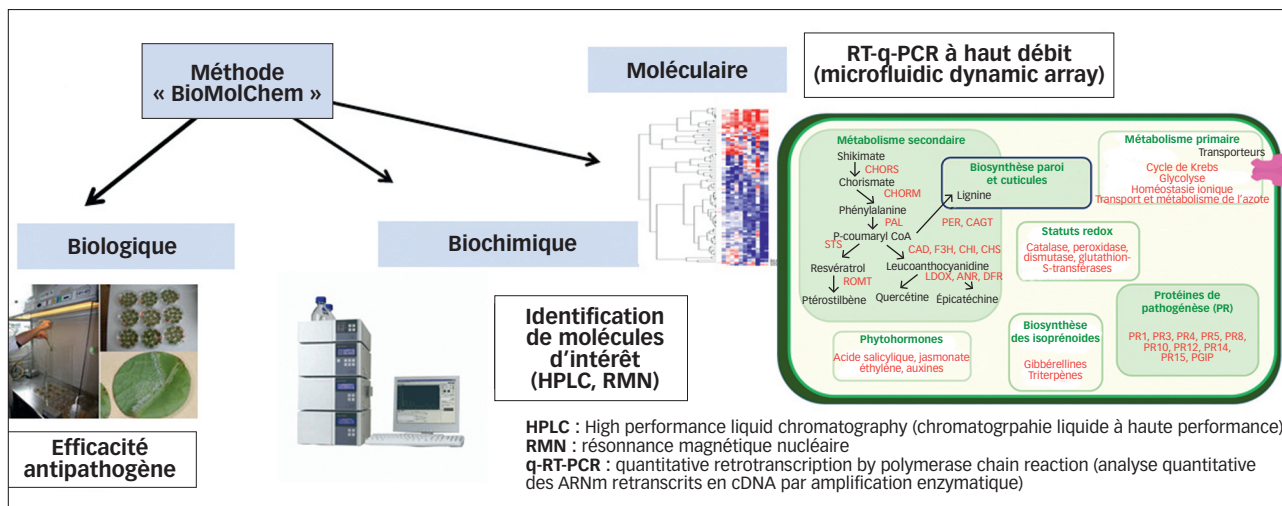 Méthode
« BioMolChem »
Moléculaire
RT-q-PCR à haut débit
(microfluidic dynamic array)
Biologique
Biochimique
Efficacité
antipathogène
Identification
de molécules
d'intérêt
(HPLC, RMN)
Métabolisme secondaire
Shikimate
CHORS
Chorismate
CHORM
Phénylalanine
PAL
P-coumaryl CoA
STS
Resvératrol
ROMT
Ptérostilbène
CAD, F3H, CHI, CHS
Leucoanthocyanidine
LDOX, ANR, DFR
Quercétine
Épicatéchine
Biosynthèse paroi
et cuticules
Lignine
PER, CAGT
Métabolisme primaire
Transporteurs
Cycle de Krebs
Glycolyse
Homéostasie ionique
Transport et métabolisme de l'azote
Statuts redox
Catalase, peroxidase,
dismutase, glutathion-
S-transférases
Protéines de
pathogénèse (PR)
PR1, PR3, PR4, PR5, PR8,
PR10, PR12, PR14,
PR15, PGIP
Phytohormones
Acide salicylique, jasmonate
éthylène, auxines
Biosynthèse
des isoprénoides
Gibbérellines
Triterpènes
HPLC : High performance liquid chromatography (chromatogrpahie liquide à haute performance)
RMN : résonnance magnétique nucléaire
q-RT-PCR : quantitative retrotranscription by polymerase chain reaction (analyse quantitative
des ARNm retranscrits en cDNA par amplification enzymatique)